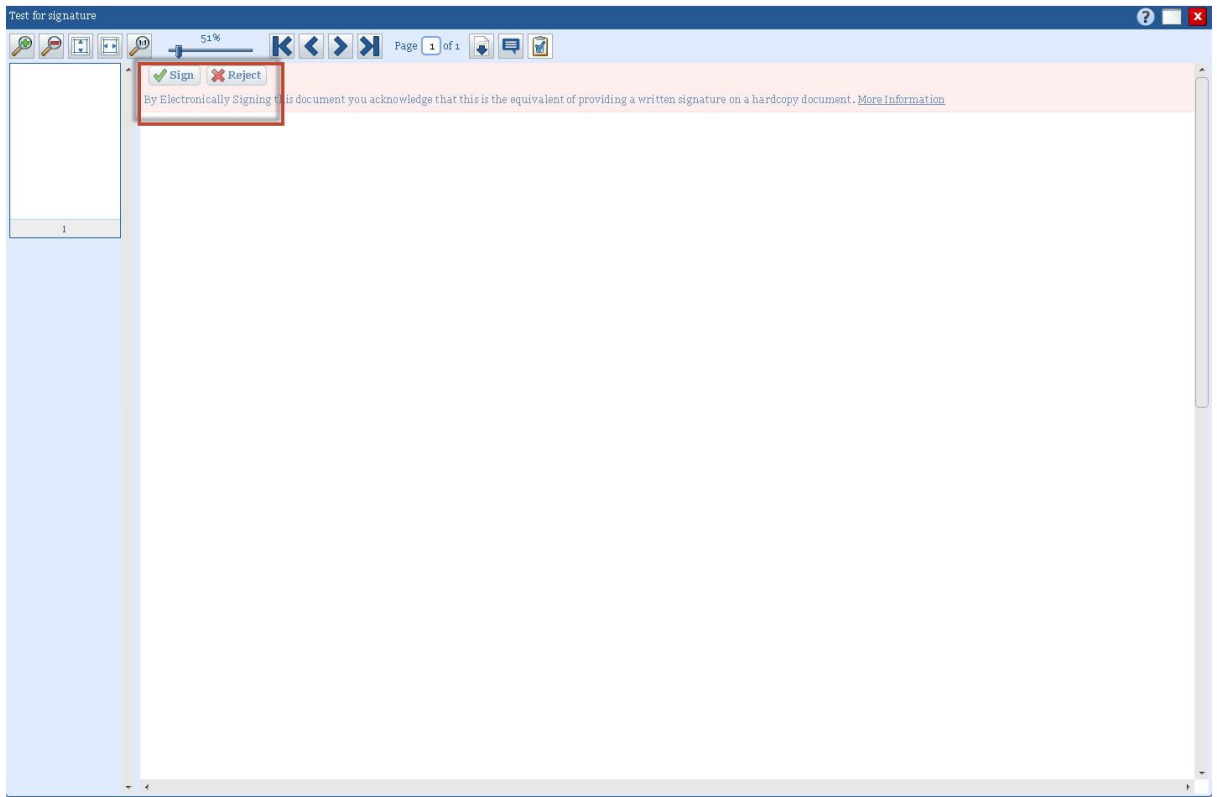 Test for signature
51%
Page 1 of 1
Sign Reject
By Electronically Signing this document you acknowledge that this is the equivalent of providing a written signature on a hardcopy document. More Information
1